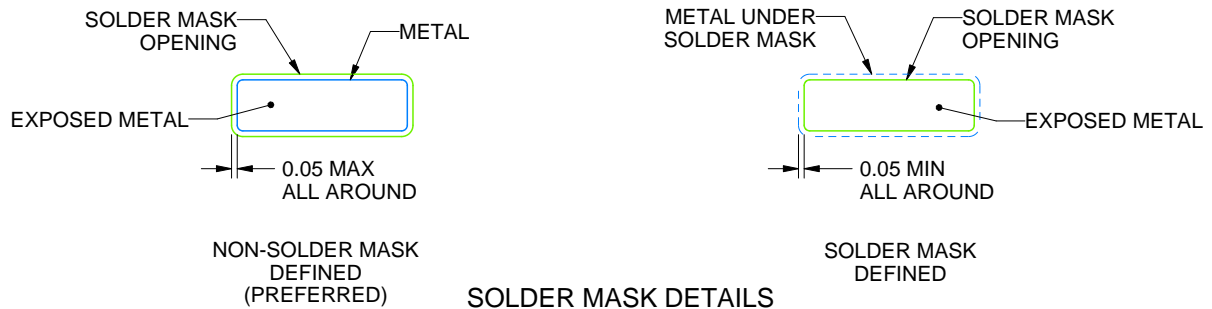 SOLDER MASK
OPENING
METAL
EXPOSED METAL
0.05 MAX
ALL AROUND
NON-SOLDER MASK
DEFINED
(PREFERRED)
METAL UNDER
SOLDER MASK
SOLDER MASK
OPENING
EXPOSED METAL
0.05 MIN
ALL AROUND
SOLDER MASK
DEFINED
SOLDER MASK DETAILS